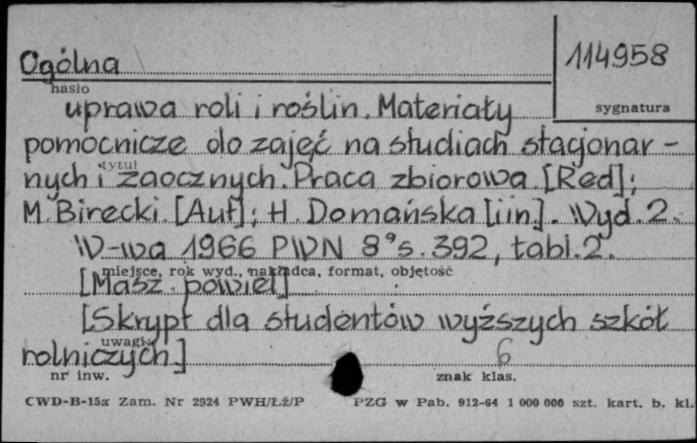 Ogólna
114958
hasło
sygnatura
uprawa roli i roślin. Materiały
pomocnicze do zajęć na studiach stacjonar-
tytuł
nych i zaocznych. Praca zbiorowa [Red];
M. Birecki [Aut]; H. Domańska [iin]. Wyd. 2.
W-wa 1966 PWN 8° s. 392, tabl. 2.
miejsce, rok wyd., nakładca, format, objętość
[Masz. powiel]
[Skrypt dla studentów wyższych szkół
uwagi
rolniczych]
6
nr inw.
znak klas.
CWD-B-15a Zam. Nr 2924 PWH/Łź/P
PZG w Pab. 912-64 1 000 000 szt. kart. b. kl.